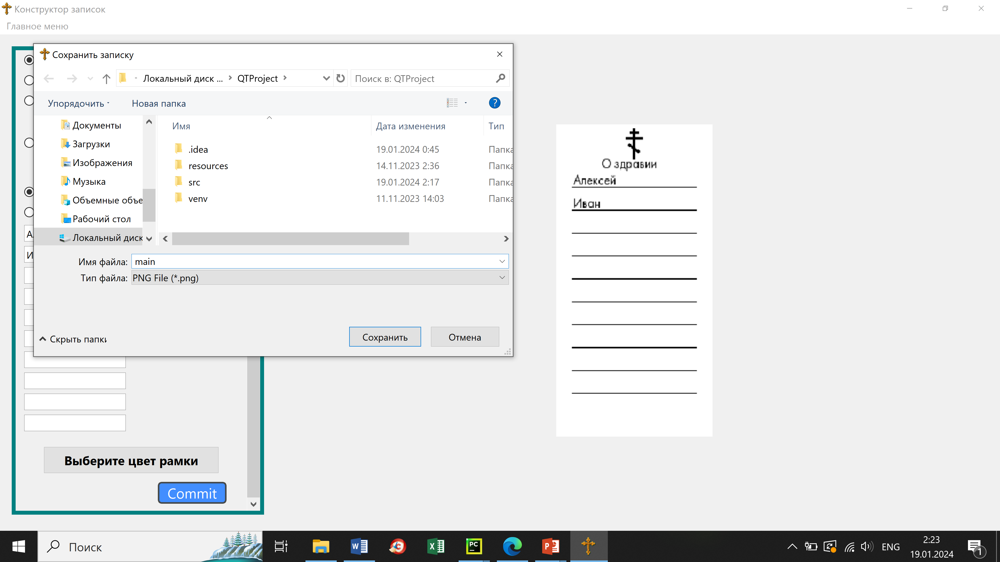 Конструктор записок
Главное меню
Сохранить записку
« Локальный диск ... > QTProject >
Поиск в: QTProject
Упорядочить
Новая папка
Документы
Загрузки
Изображения
Музыка
Объемные объе
Рабочий стол
Локальный диск
Имя
Дата изменения
Тип
.idea 19.01.2024 0:45 Папка
resources 14.11.2023 2:36 Папка
src 19.01.2024 2:17 Папка
venv 11.11.2023 14:03 Папка
Имя файла: main
Тип файла: PNG File (*.png)
Скрыть папки
Сохранить
Отмена
Выберите цвет рамки
Commit
О здравии
Алексей
Иван
Поиск
ENG
2:23
19.01.2024
1